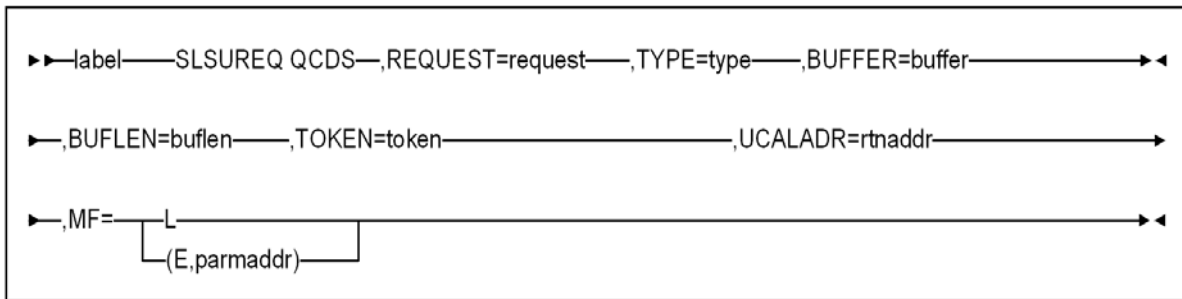 label SLSUREQ QCDS ,REQUEST=request ,TYPE=type ,BUFFER=buffer
,BUFLEN=buflen ,TOKEN=token ,UCALADR=rtnaddr
,MF= L
(E,parmaddr)